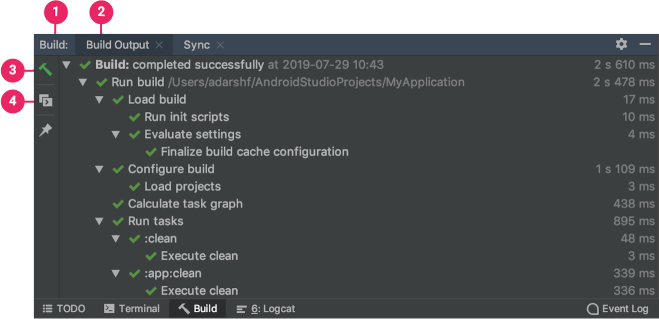 1 2
Build: Build Output × Sync ×
3 Build: completed successfully at 2019-07-29 10:43 2 s 610 ms
Run build /Users/adarshf/AndroidStudioProjects/MyApplication 2 s 478 ms
4 Load build 17 ms
Run init scripts 10 ms
Evaluate settings 4 ms
Finalize build cache configuration
Configure build 1 s 109 ms
Load projects 3 ms
Calculate task graph 438 ms
Run tasks 895 ms
:clean 48 ms
Execute clean 3 ms
:app:clean 339 ms
Execute clean 336 ms
TODO Terminal Build 6: Logcat Event Log